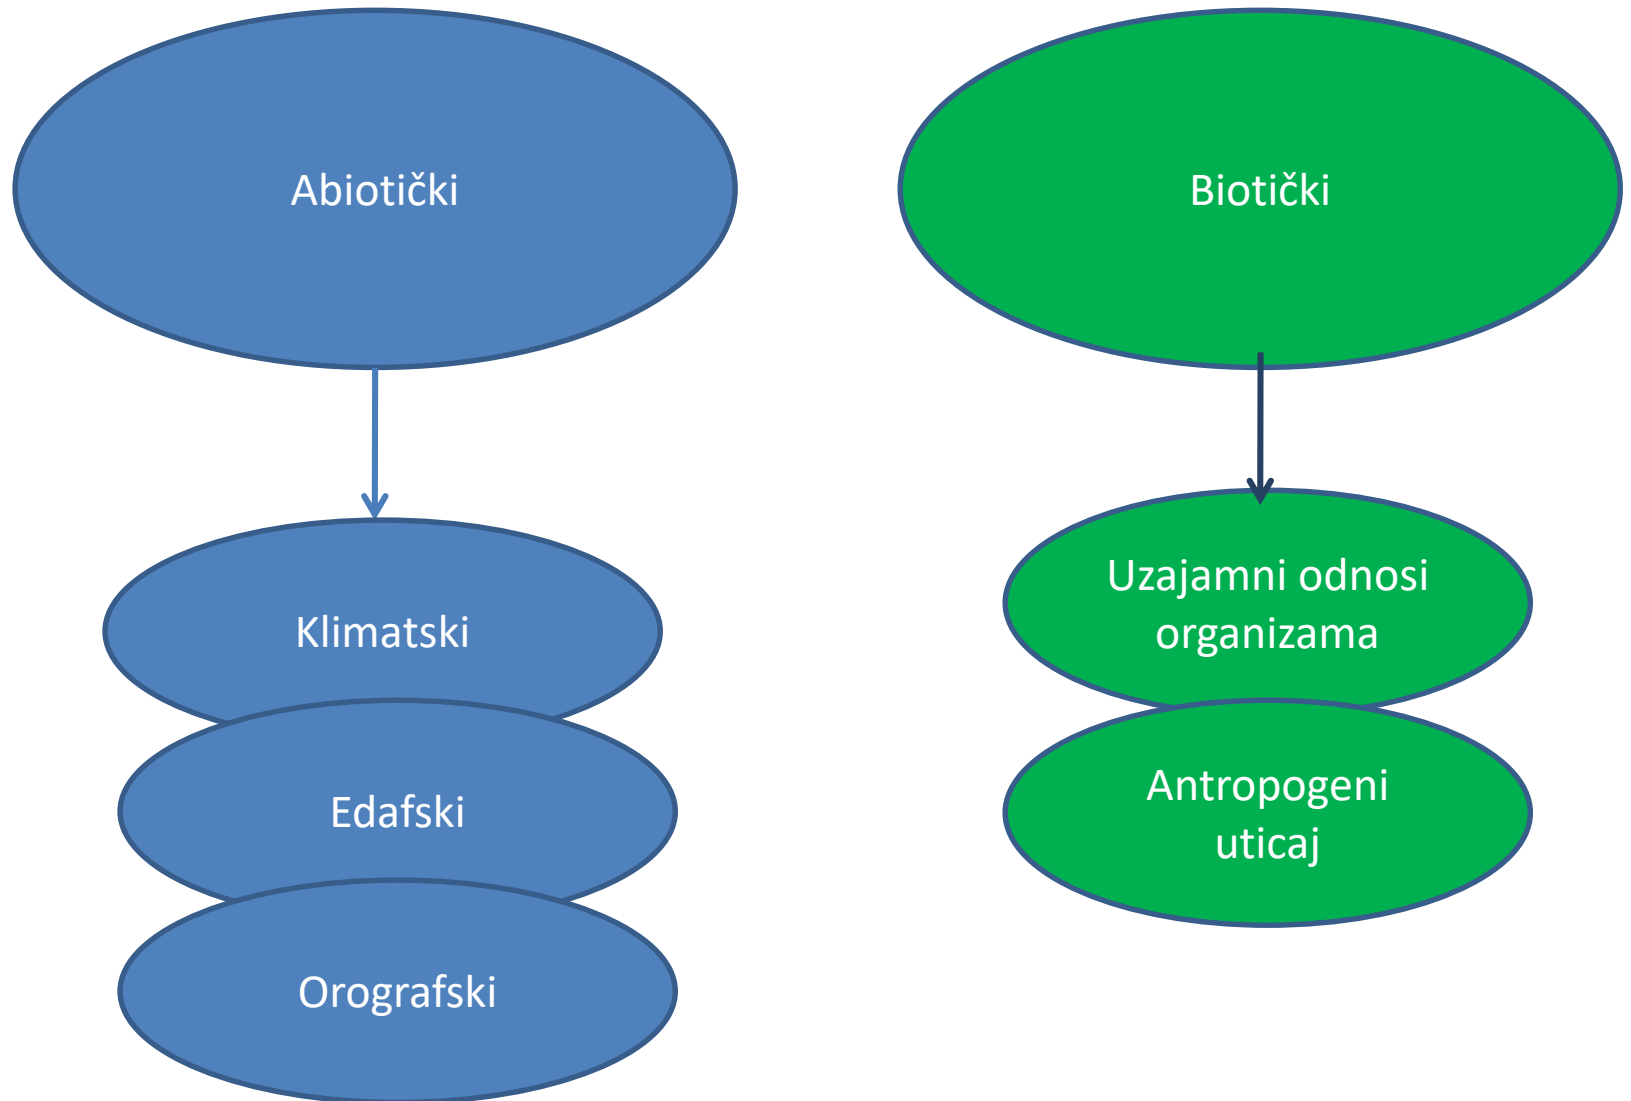 Abiotički
Biotički
Klimatski
Edafski
Orografski
Uzajamni odnosi
organizama
Antropogeni
uticaj